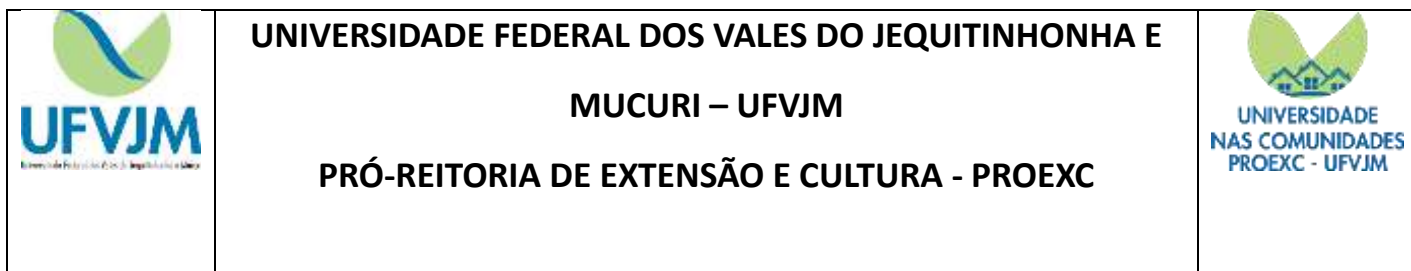 UFVJM
UNIVERSIDADE FEDERAL DOS VALES DO JEQUITINHONHA E
MUCURI – UFVJM
PRÓ-REITORIA DE EXTENSÃO E CULTURA - PROEXC
UNIVERSIDADE
NAS COMUNIDADES
PROEXC - UFVJM